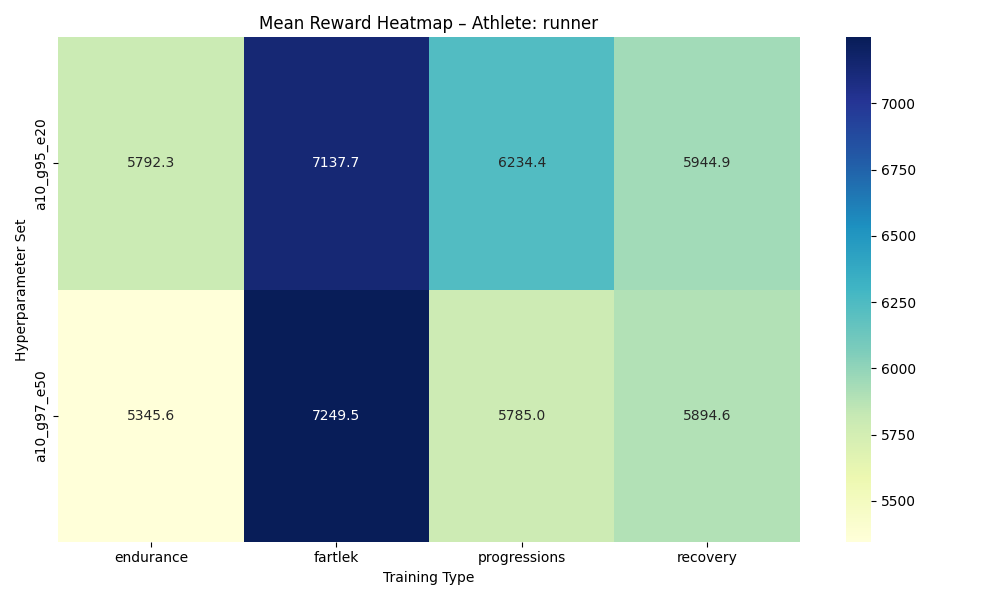 Mean Reward Heatmap – Athlete: runner
Hyperparameter Set
a10_g95_e20
5792.3 7137.7 6234.4 5944.9
a10_g97_e50
5345.6 7249.5 5785.0 5894.6
endurance fartlek progressions recovery
Training Type
7000
6750
6500
6250
6000
5750
5500